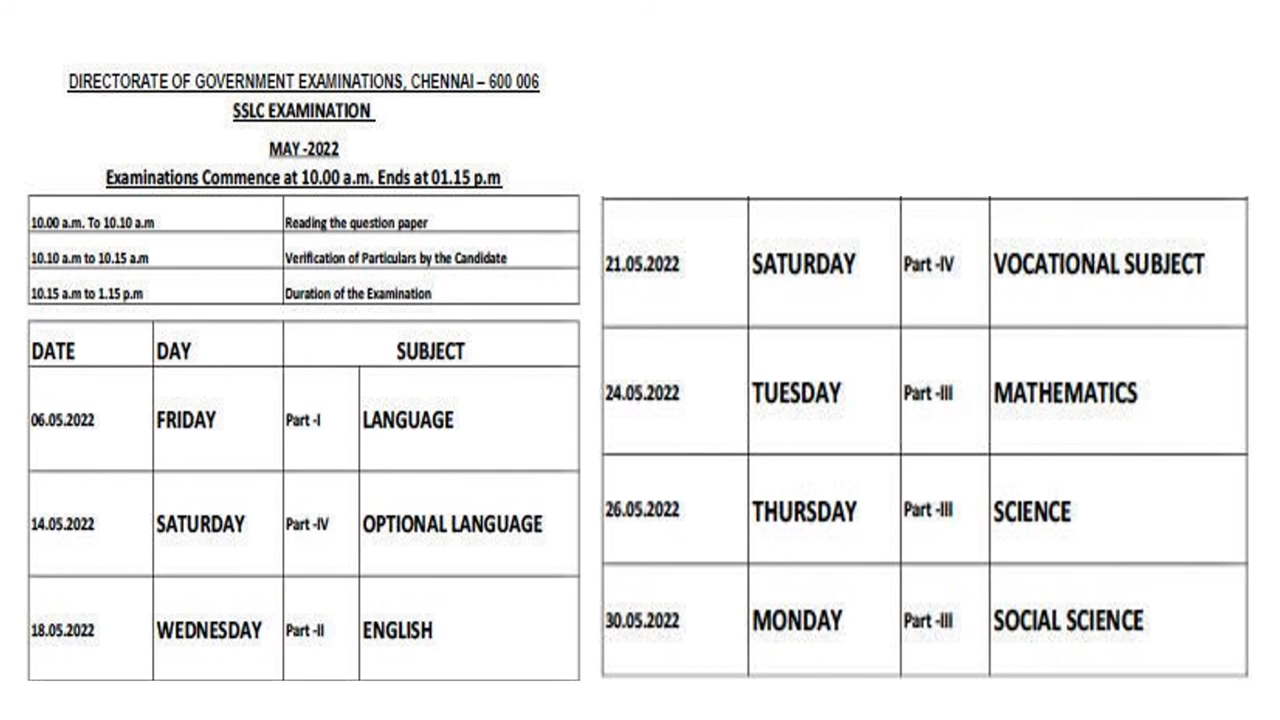 DIRECTORATE OF GOVERNMENT EXAMINATIONS, CHENNAI – 600 006
SSLC EXAMINATION
MAY -2022
Examinations Commence at 10.00 a.m. Ends at 01.15 p.m
10.00 a.m. To 10.10 a.m Reading the question paper
10.10 a.m to 10.15 a.m Verification of Particulars by the Candidate
10.15 a.m to 1.15 p.m Duration of the Examination
DATE DAY SUBJECT
06.05.2022 FRIDAY Part -I LANGUAGE
14.05.2022 SATURDAY Part -IV OPTIONAL LANGUAGE
18.05.2022 WEDNESDAY Part -II ENGLISH
21.05.2022 SATURDAY Part -IV VOCATIONAL SUBJECT
24.05.2022 TUESDAY Part -III MATHEMATICS
26.05.2022 THURSDAY Part -III SCIENCE
30.05.2022 MONDAY Part -III SOCIAL SCIENCE